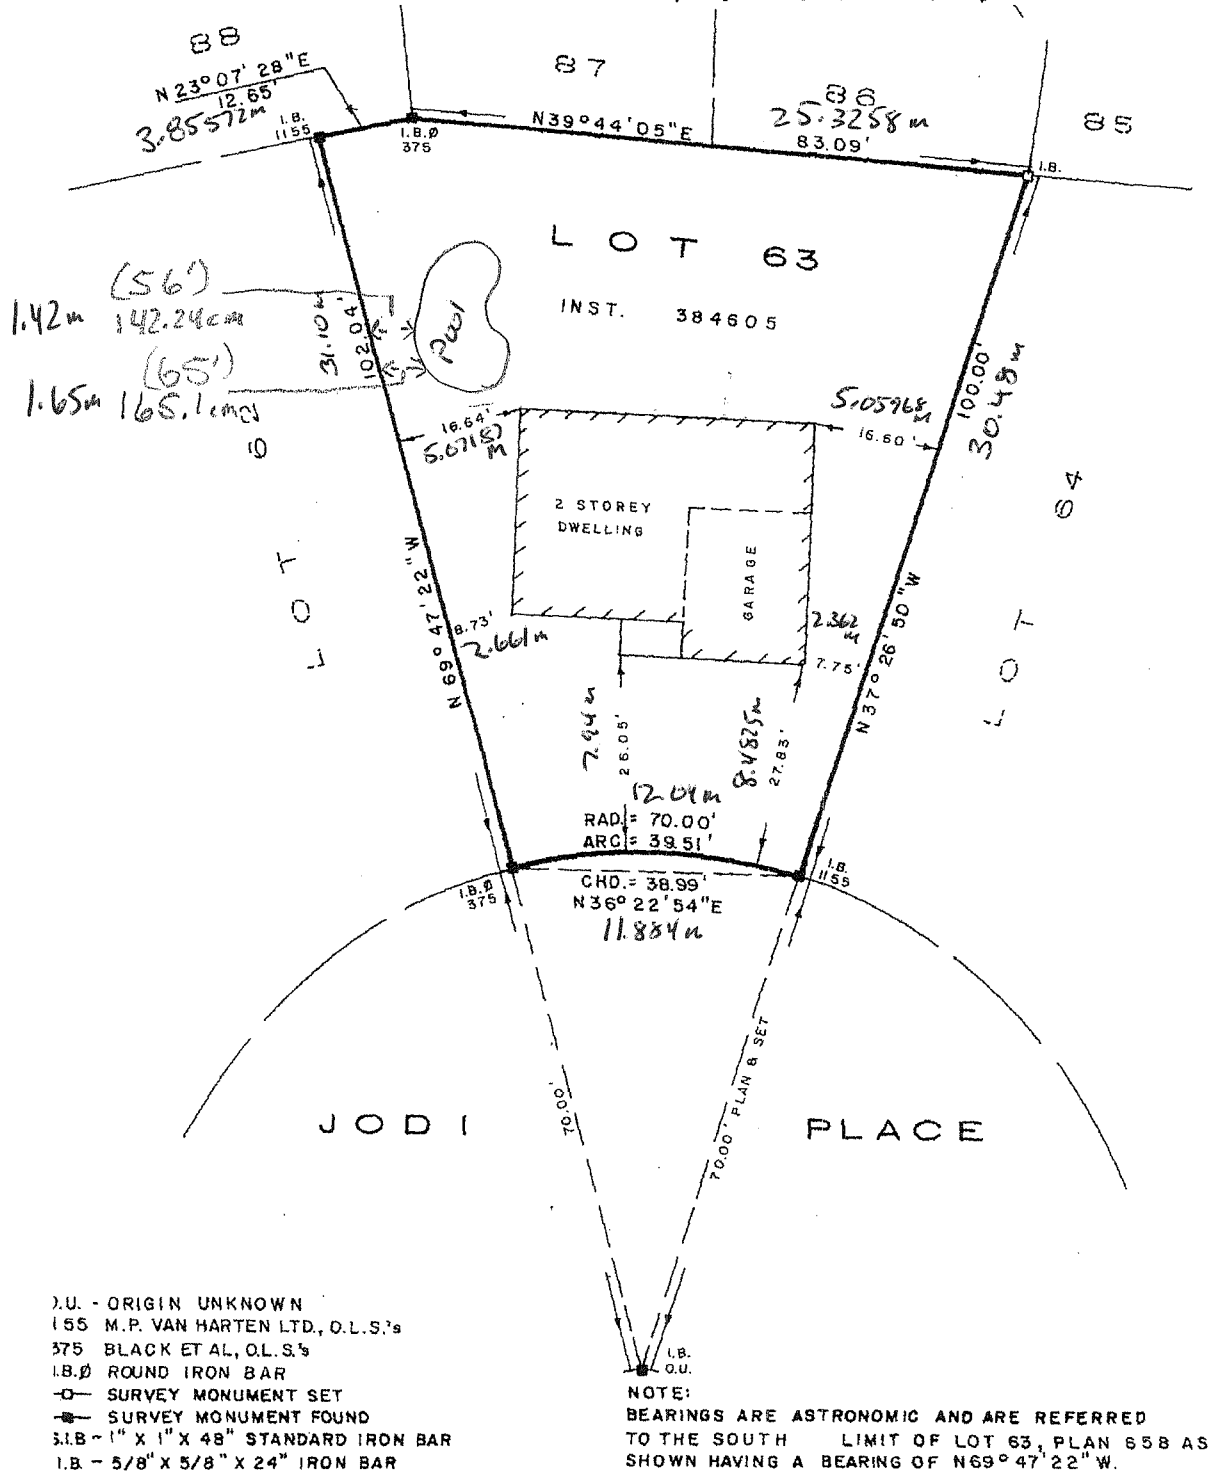 88
N 23° 07' 28" E
12.65'
3.85572m
I.B.
1155
87
I.B.Ø
375
N39°44'05"E
86
25.3258m
83.09'
85
I.B.
LOT 63
INST. 384605
Pool
(56')
1.42m 142.24cm
(65')
1.65m 165.1cm
31.10m
102.04'
100.00'
30.48m
16.64'
5.07187
m
5.05968
m
16.60'
2 STOREY
DWELLING
GARAGE
LOT
LOT 64
N 69° 47' 22" W
8.73'
2.661m
2.362
m
7.75'
N 37° 26' 50" W
7.94m
26.05'
8.4825m
27.83'
12.04m
RAD. = 70.00'
ARC = 39.51'
CHD. = 38.99'
N36°22'54"E
11.884m
I.B.Ø
375
I.B.
1155
70.00'
70.00' PLAN & SET
JODI PLACE
I.B.
O.U.
O.U. - ORIGIN UNKNOWN
1155 M.P. VAN HARTEN LTD., O.L.S.'s
375 BLACK ET AL, O.L.S.'s
I.B.Ø ROUND IRON BAR
SURVEY MONUMENT SET
SURVEY MONUMENT FOUND
S.I.B - 1" X 1" X 48" STANDARD IRON BAR
I.B. - 5/8" X 5/8" X 24" IRON BAR
NOTE:
BEARINGS ARE ASTRONOMIC AND ARE REFERRED
TO THE SOUTH LIMIT OF LOT 63, PLAN 658 AS
SHOWN HAVING A BEARING OF N69°47'22"W.